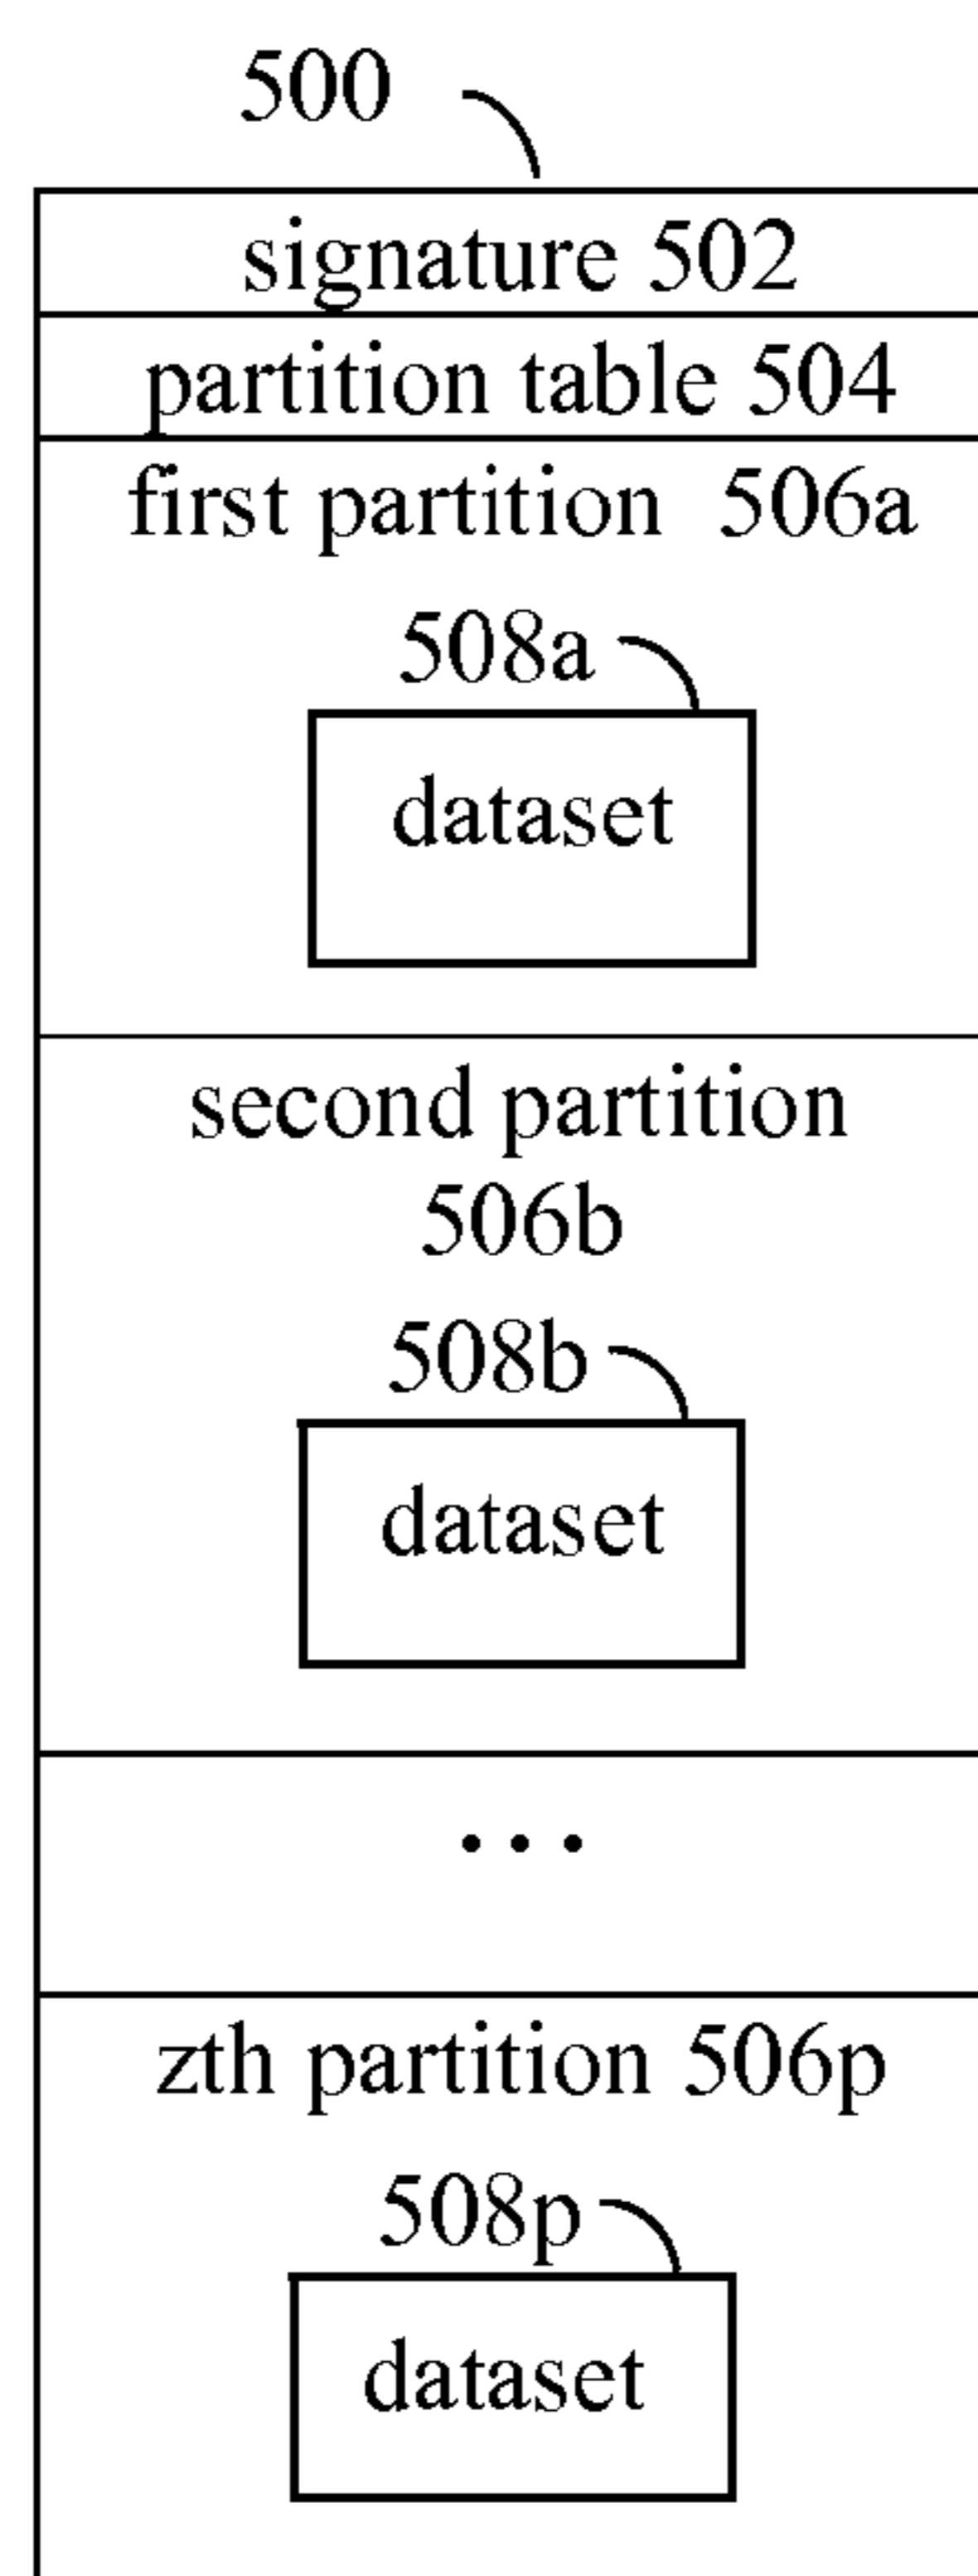 500
signature 502
partition table 504
first partition 506a
508a
dataset
second partition
506b
508b
dataset
...
zth partition 506p
508p
dataset